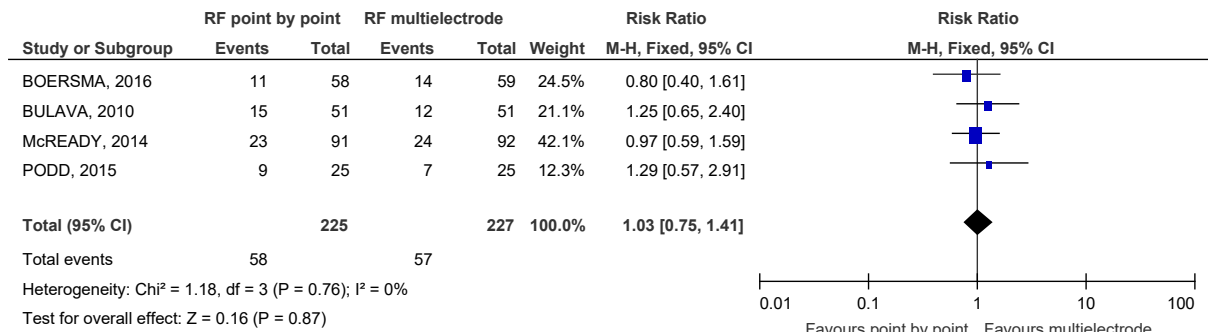 RF point by point RF multielectrode Risk Ratio Risk Ratio
Study or Subgroup Events Total Events Total Weight M-H, Fixed, 95% CI M-H, Fixed, 95% CI
BOERSMA, 2016 11 58 14 59 24.5% 0.80 [0.40, 1.61]
BULAVA, 2010 15 51 12 51 21.1% 1.25 [0.65, 2.40]
McREADY, 2014 23 91 24 92 42.1% 0.97 [0.59, 1.59]
PODD, 2015 9 25 7 25 12.3% 1.29 [0.57, 2.91]
Total (95% CI) 225 227 100.0% 1.03 [0.75, 1.41]
Total events 58 57
Heterogeneity: Chi² = 1.18, df = 3 (P = 0.76); I² = 0%
Test for overall effect: Z = 0.16 (P = 0.87)
0.01 0.1 1 10 100
Favours point by point Favours multielectrode